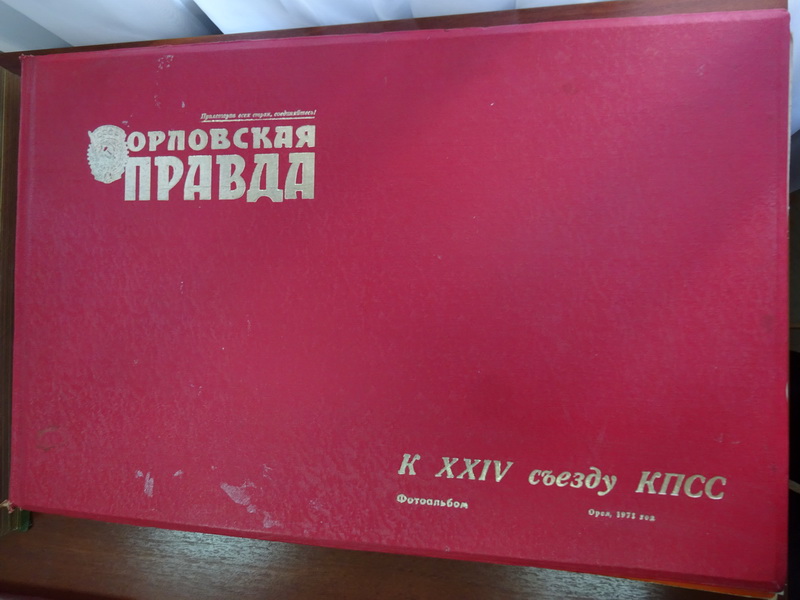 Пролетарии всех стран, соединяйтесь!
ОРЛОВСКАЯ
ПРАВДА
К XXIV съезду КПСС
Фотоальбом
Орел, 1971 год